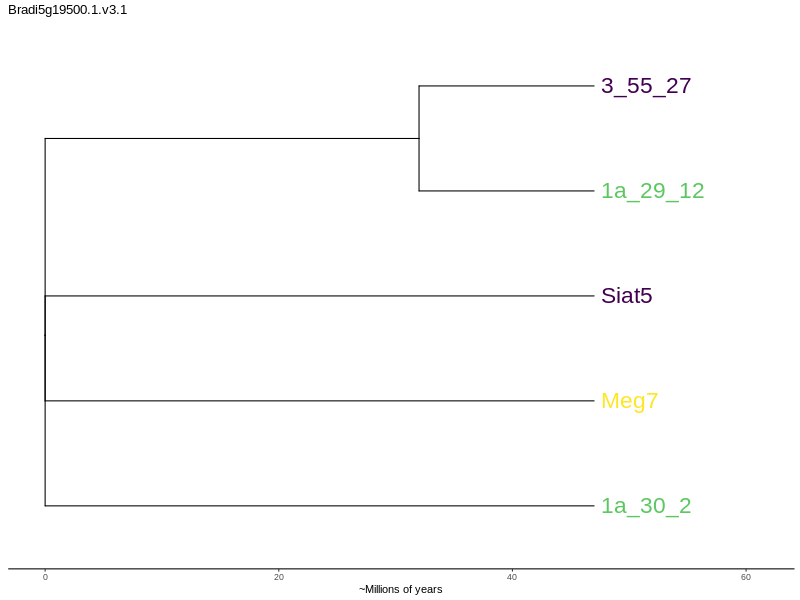 Bradi5g19500.1.v3.1
3_55_27
1a_29_12
Siat5
Meg7
1a_30_2
0 20 40 60
~Millions of years